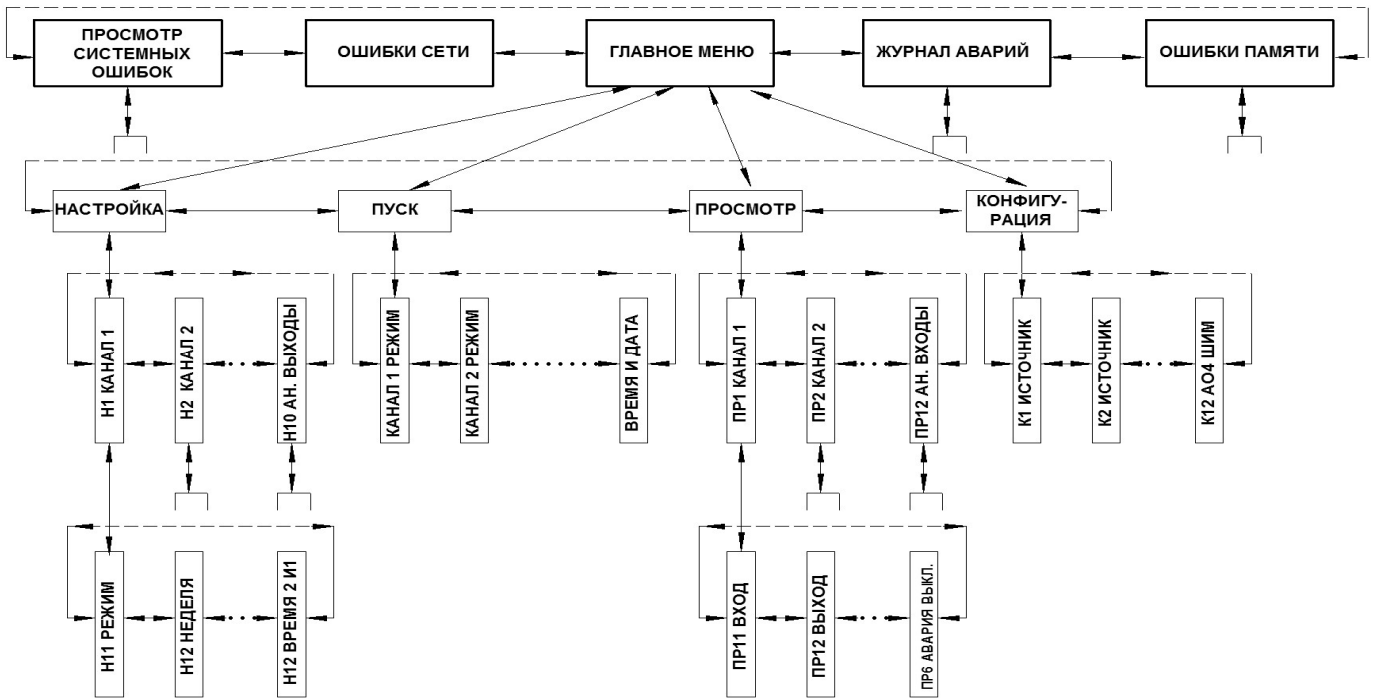 ПРОСМОТР
СИСТЕМНЫХ
ОШИБОК
ОШИБКИ СЕТИ
ГЛАВНОЕ МЕНЮ
ЖУРНАЛ АВАРИЙ
ОШИБКИ ПАМЯТИ
НАСТРОЙКА
ПУСК
ПРОСМОТР
КОНФИГУ-
РАЦИЯ
Н1 КАНАЛ 1
Н2 КАНАЛ 2
Н10 АН. ВЫХОДЫ
КАНАЛ 1 РЕЖИМ
КАНАЛ 2 РЕЖИМ
ВРЕМЯ И ДАТА
ПР1 КАНАЛ 1
ПР2 КАНАЛ 2
ПР12 АН. ВХОДЫ
К1 ИСТОЧНИК
К2 ИСТОЧНИК
К12 АО4 ШИМ
Н11 РЕЖИМ
Н12 НЕДЕЛЯ
Н12 ВРЕМЯ 2 И1
ПР11 ВХОД
ПР12 ВЫХОД
ПР6 АВАРИЯ ВЫКЛ.